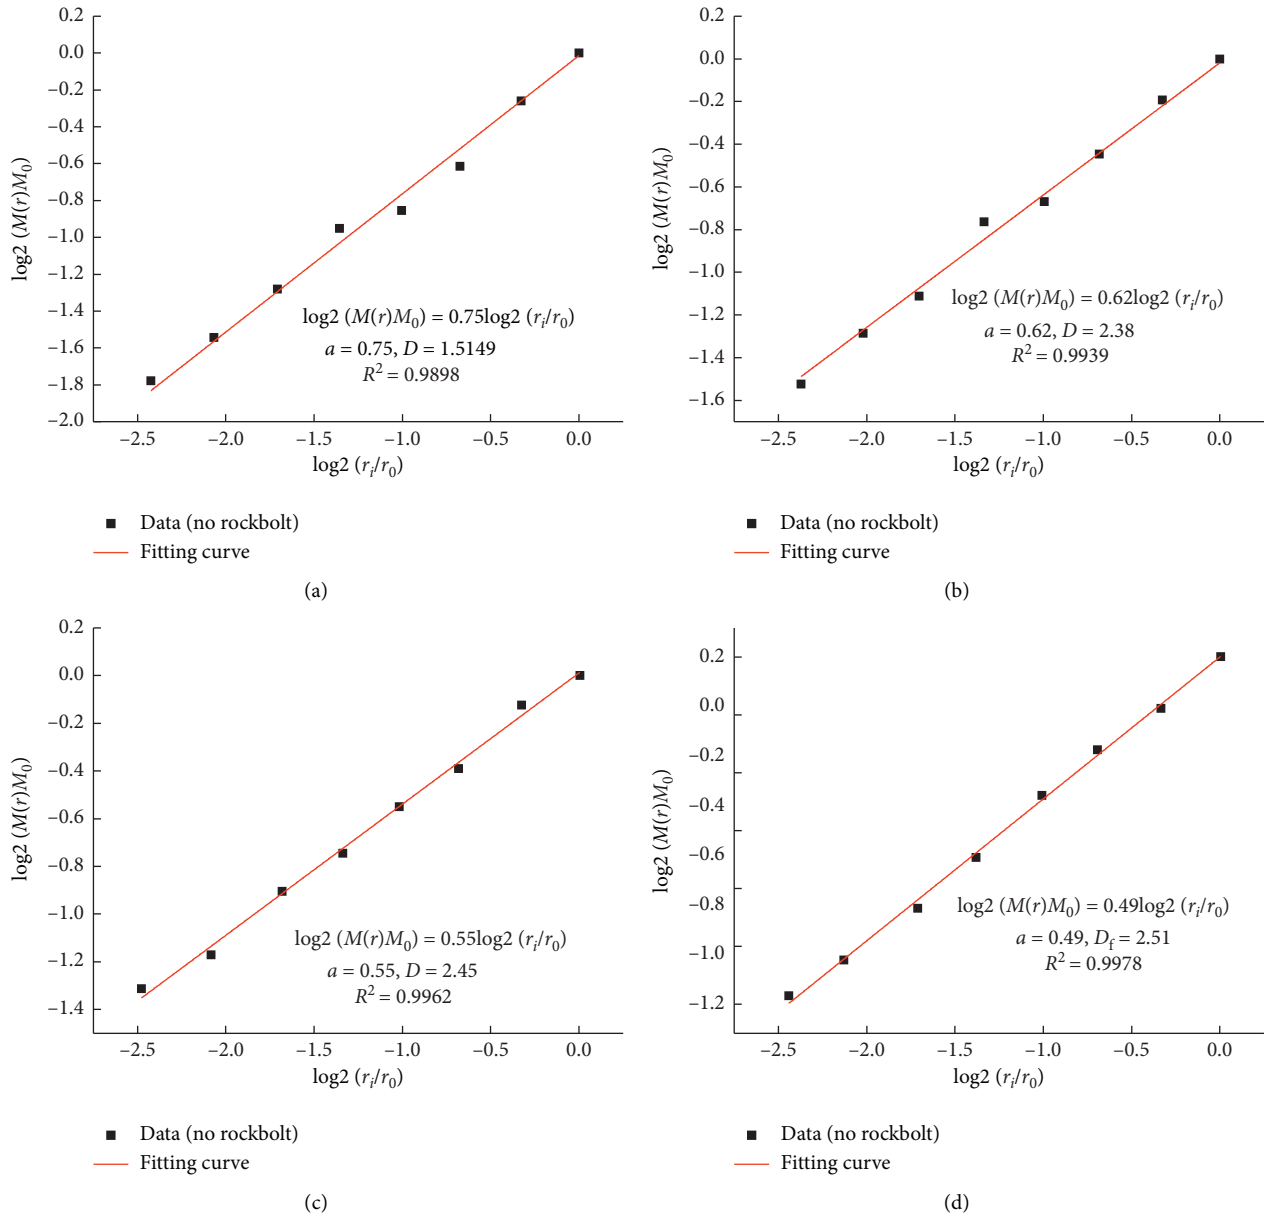 0.2
0.0
−0.2
−0.4
−0.6
−0.8
−1.0
−1.2
−1.4
−1.6
−1.8
−2.0
log2 (M(r)M0)
log2 (M(r)M0) = 0.75log2 (ri/r0)
a = 0.75, D = 1.5149
R2 = 0.9898
−2.5 −2.0 −1.5 −1.0 −0.5 0.0
log2 (ri/r0)
Data (no rockbolt)
Fitting curve
(a)
0.2
0.0
−0.2
−0.4
−0.6
−0.8
−1.0
−1.2
−1.4
−1.6
log2 (M(r)M0)
log2 (M(r)M0) = 0.62log2 (ri/r0)
a = 0.62, D = 2.38
R2 = 0.9939
−2.5 −2.0 −1.5 −1.0 −0.5 0.0
log2 (ri/r0)
Data (no rockbolt)
Fitting curve
(b)
0.2
0.0
−0.2
−0.4
−0.6
−0.8
−1.0
−1.2
−1.4
log2 (M(r)M0)
log2 (M(r)M0) = 0.55log2 (ri/r0)
a = 0.55, D = 2.45
R2 = 0.9962
−2.5 −2.0 −1.5 −1.0 −0.5 0.0
log2 (ri/r0)
Data (no rockbolt)
Fitting curve
(c)
0.2
0.0
−0.2
−0.4
−0.6
−0.8
−1.0
−1.2
log2 (M(r)M0)
log2 (M(r)M0) = 0.49log2 (ri/r0)
a = 0.49, Df = 2.51
R2 = 0.9978
−2.5 −2.0 −1.5 −1.0 −0.5 0.0
log2 (ri/r0)
Data (no rockbolt)
Fitting curve
(d)